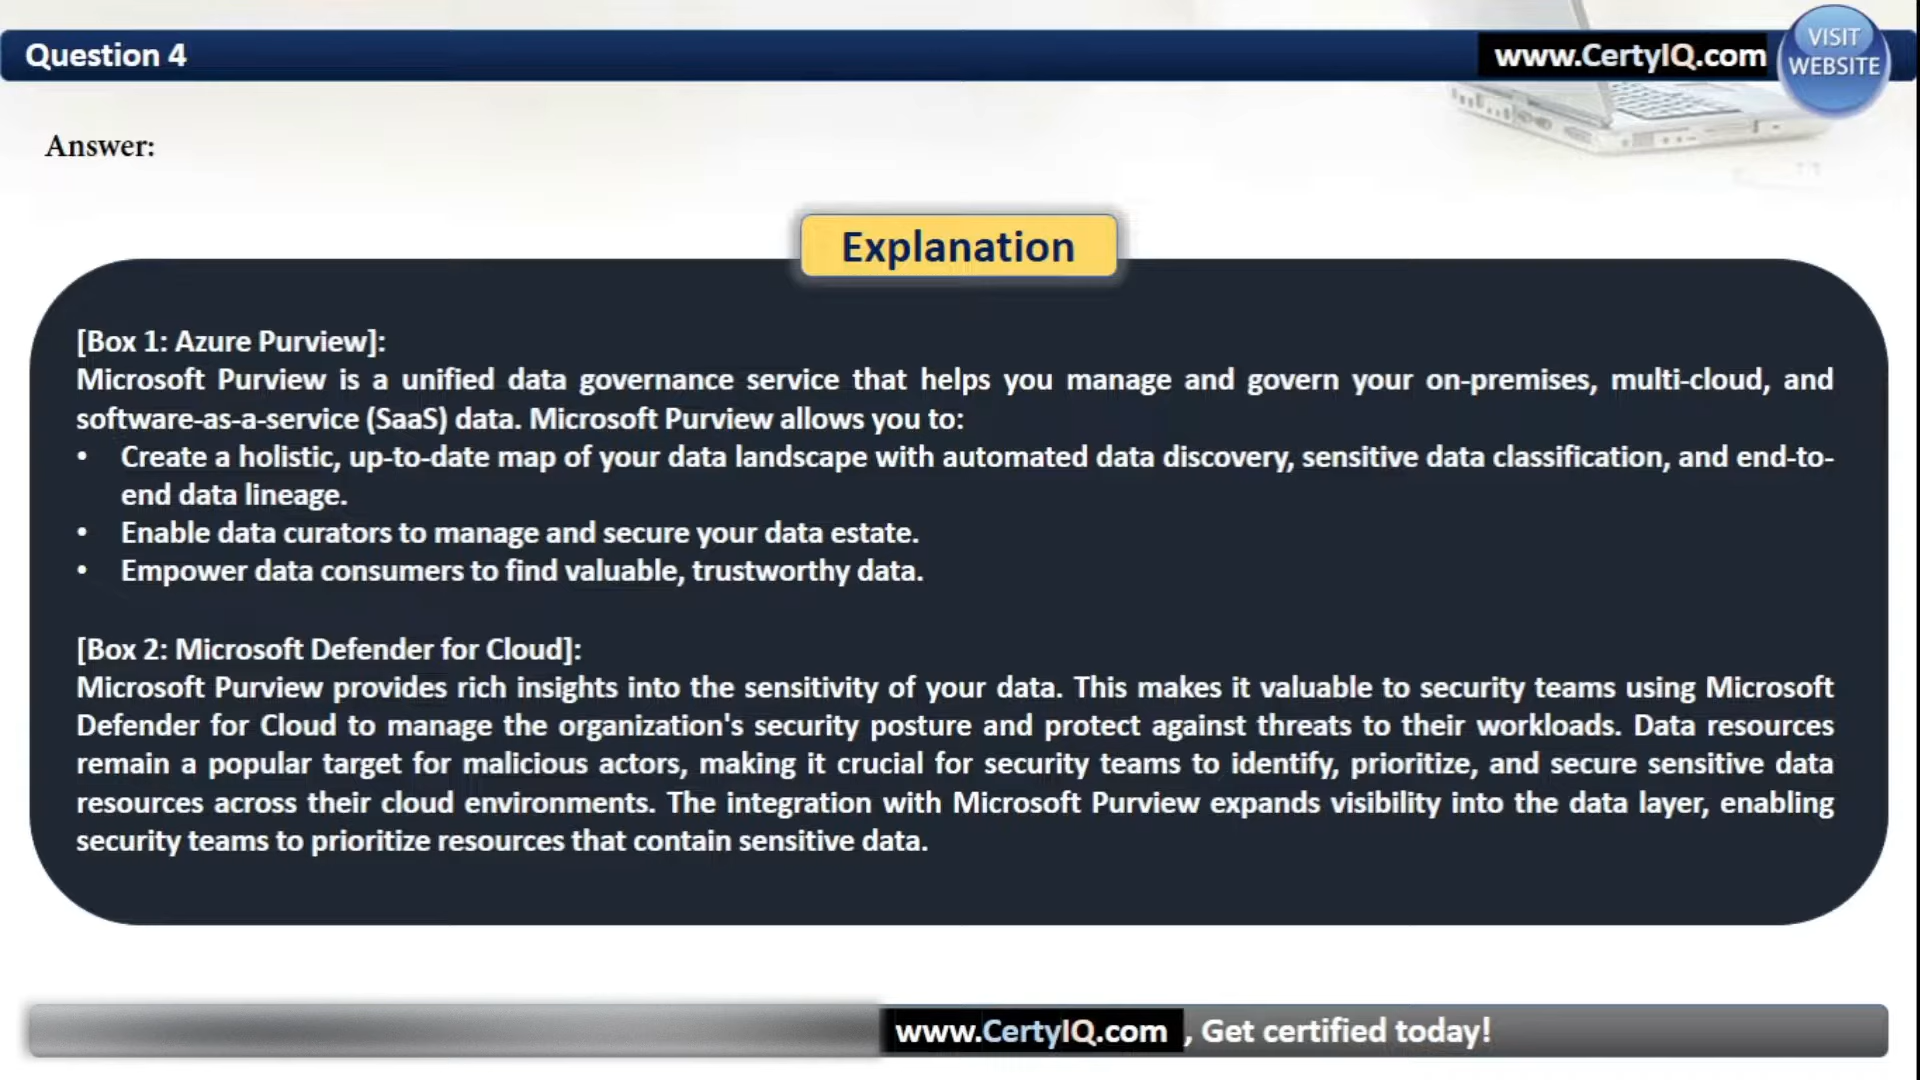 Question 4
www.CertyIQ.com
VISIT
WEBSITE
Answer:
Explanation
[Box 1: Azure Purview]:
Microsoft Purview is a unified data governance service that helps you manage and govern your on-premises, multi-cloud, and
software-as-a-service (SaaS) data. Microsoft Purview allows you to:
• Create a holistic, up-to-date map of your data landscape with automated data discovery, sensitive data classification, and end-to-
end data lineage.
• Enable data curators to manage and secure your data estate.
• Empower data consumers to find valuable, trustworthy data.
[Box 2: Microsoft Defender for Cloud]:
Microsoft Purview provides rich insights into the sensitivity of your data. This makes it valuable to security teams using Microsoft
Defender for Cloud to manage the organization's security posture and protect against threats to their workloads. Data resources
remain a popular target for malicious actors, making it crucial for security teams to identify, prioritize, and secure sensitive data
resources across their cloud environments. The integration with Microsoft Purview expands visibility into the data layer, enabling
security teams to prioritize resources that contain sensitive data.
www.CertyIQ.com , Get certified today!